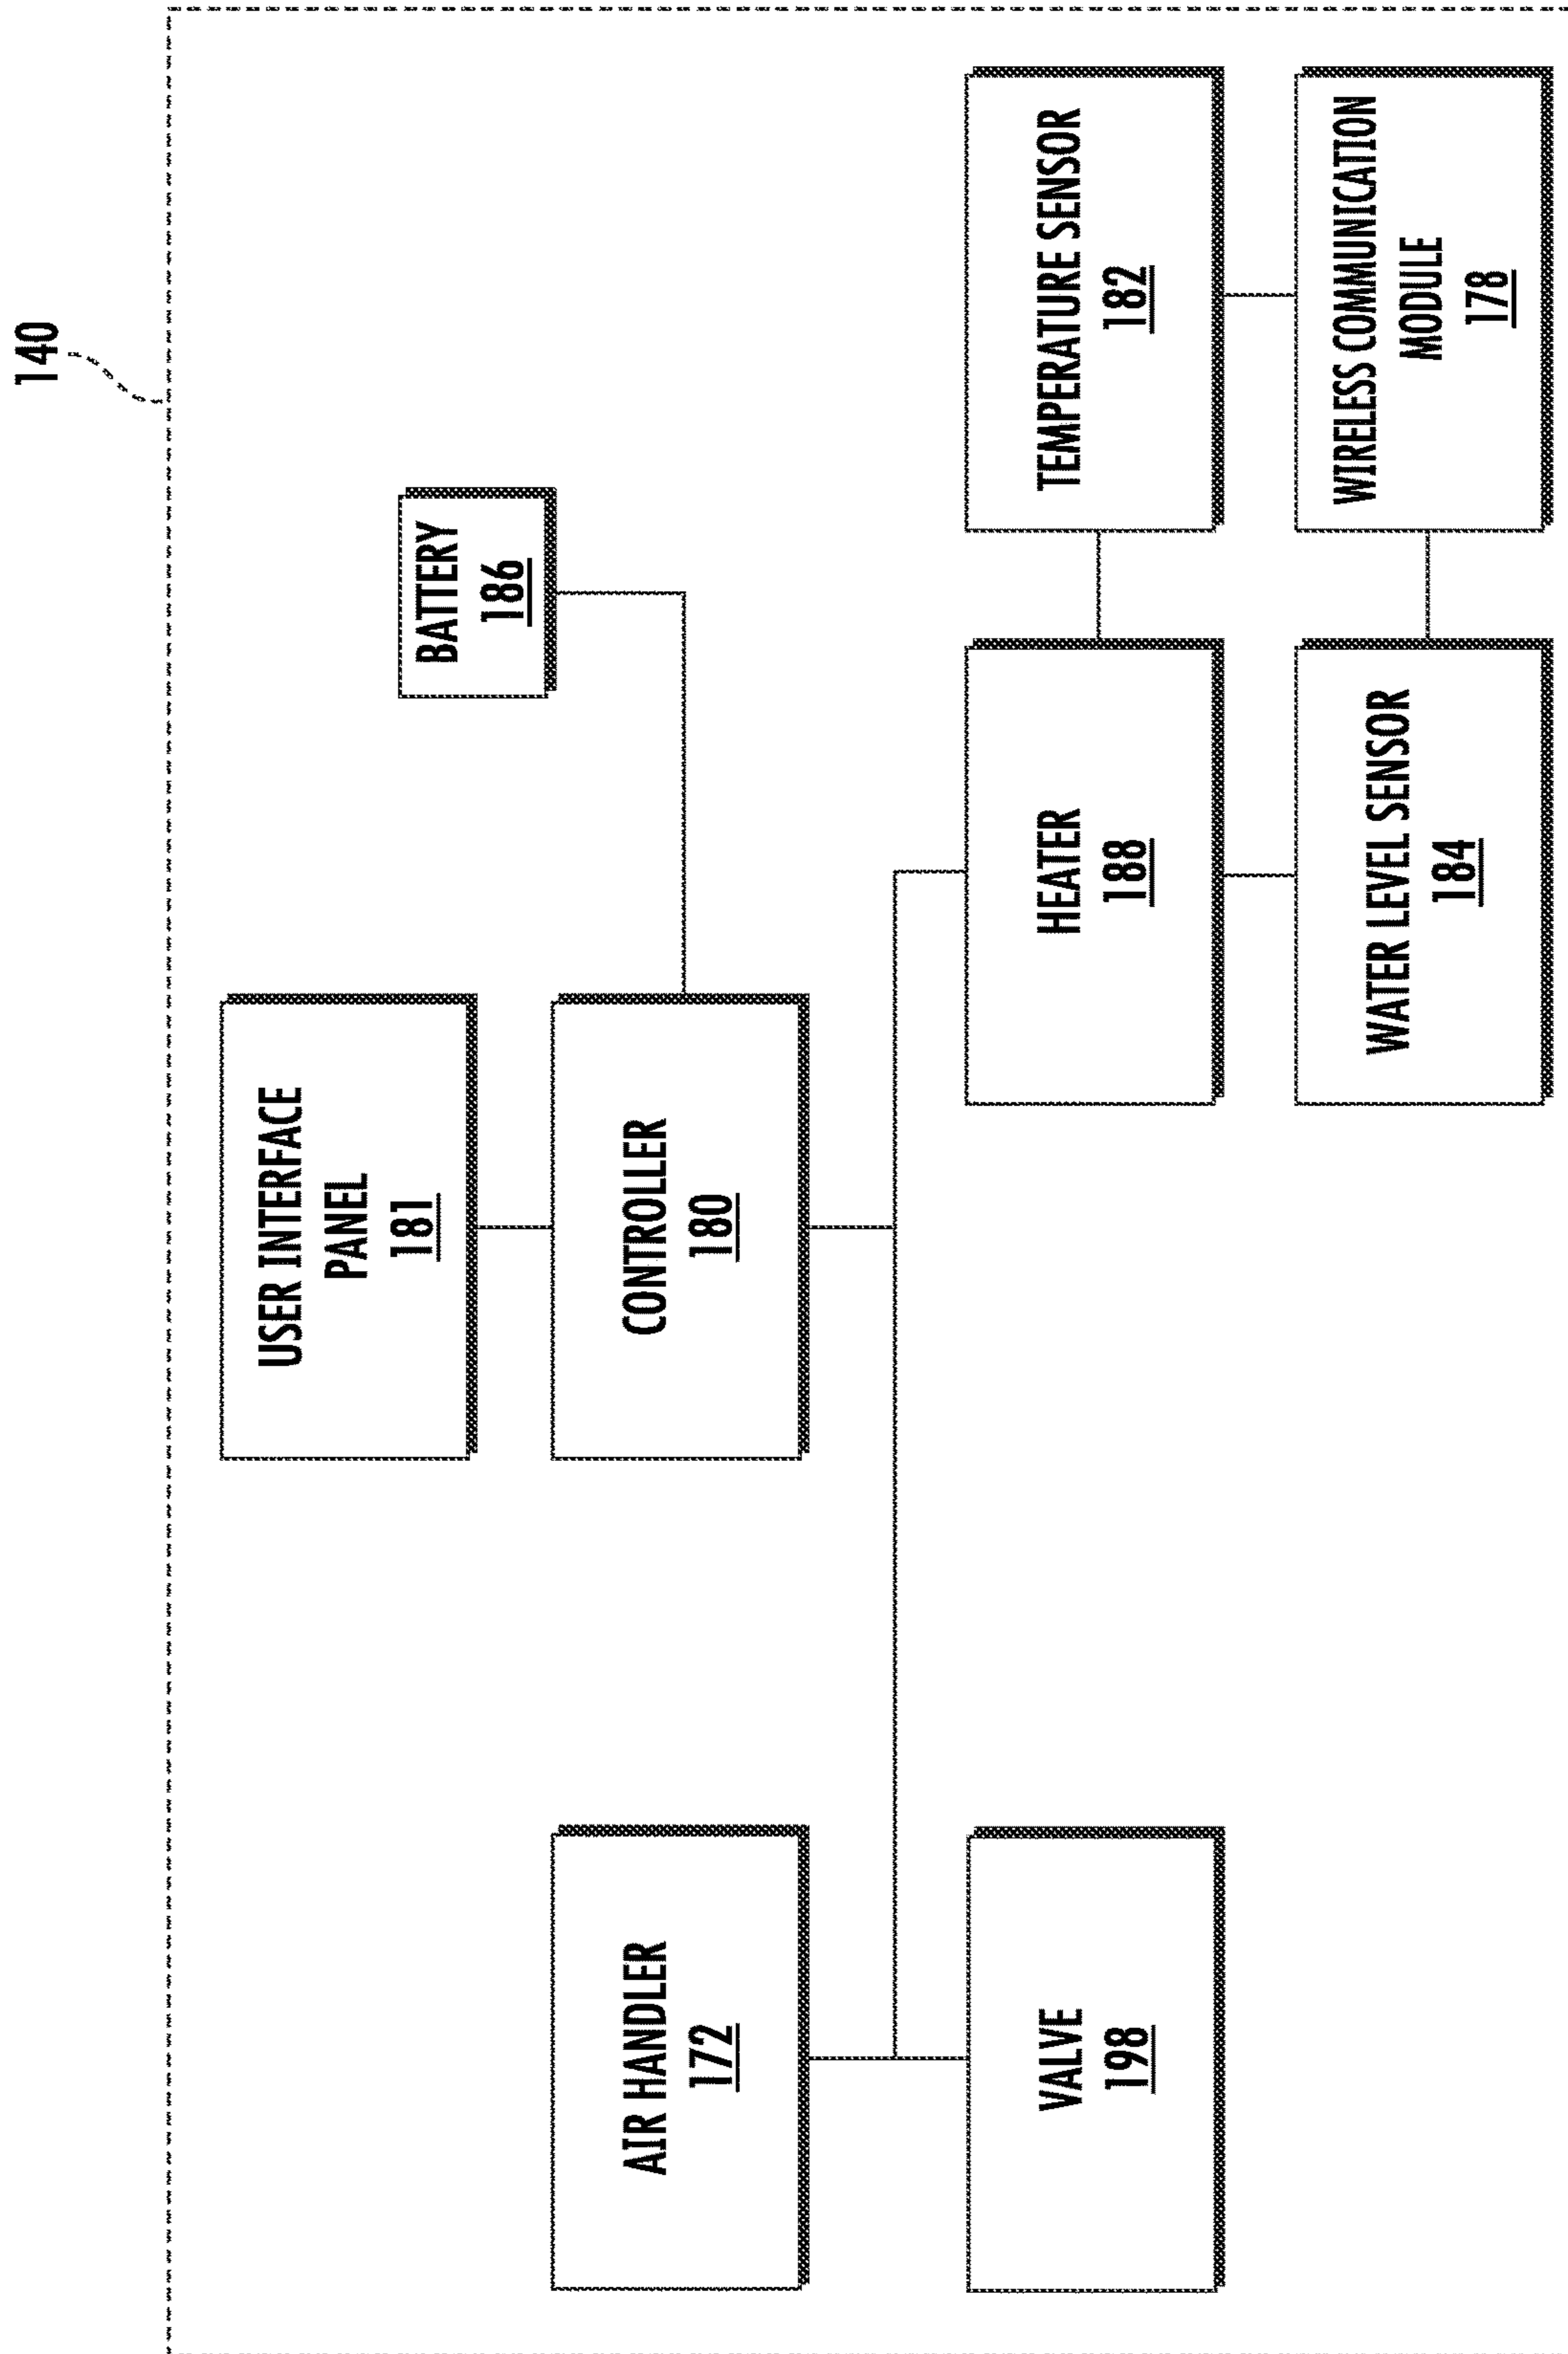 140
USER INTERFACE
PANEL
181
BATTERY
186
AIR HANDLER
172
CONTROLLER
180
VALVE
198
HEATER
188
TEMPERATURE SENSOR
182
WATER LEVEL SENSOR
184
WIRELESS COMMUNICATION
MODULE
178